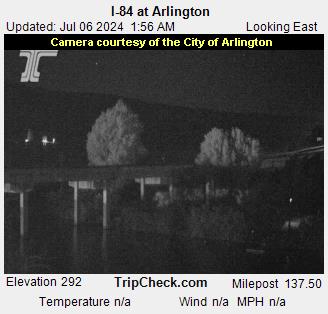 I-84 at Arlington
Updated: Jul 06 2024 1:56 AM Looking East
Camera courtesy of the City of Arlington
Elevation 292 TripCheck.com Milepost 137.50
Temperature n/a Wind n/a MPH n/a